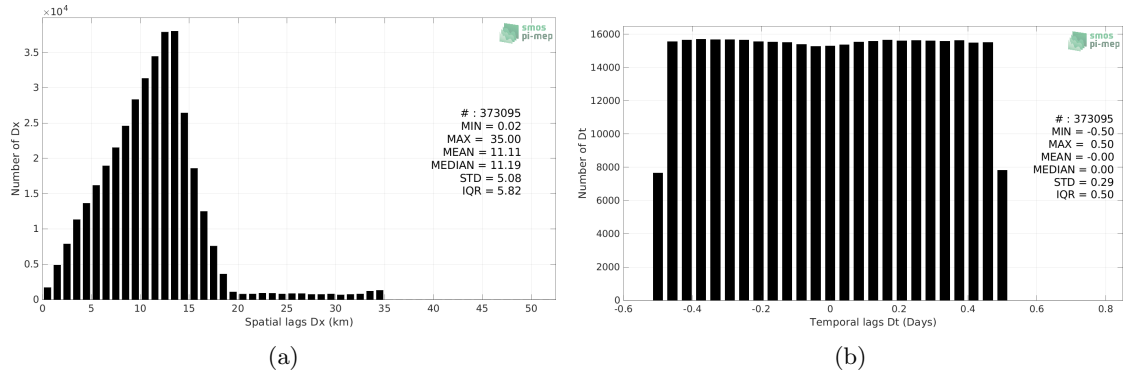 ×10⁴
3.5
3
2.5
2
1.5
1
0.5
0
Number of Dx
0 5 10 15 20 25 30 35 40 45 50
Spatial lags Dx (km)
smos
pi-mep
# : 373095
MIN = 0.02
MAX = 35.00
MEAN = 11.11
MEDIAN = 11.19
STD = 5.08
IQR = 5.82
(a)
16000
14000
12000
10000
8000
6000
4000
2000
0
Number of Dt
-0.6 -0.4 -0.2 0 0.2 0.4 0.6 0.8
Temporal lags Dt (Days)
smos
pi-mep
# : 373095
MIN = -0.50
MAX = 0.50
MEAN = -0.00
MEDIAN = 0.00
STD = 0.29
IQR = 0.50
(b)